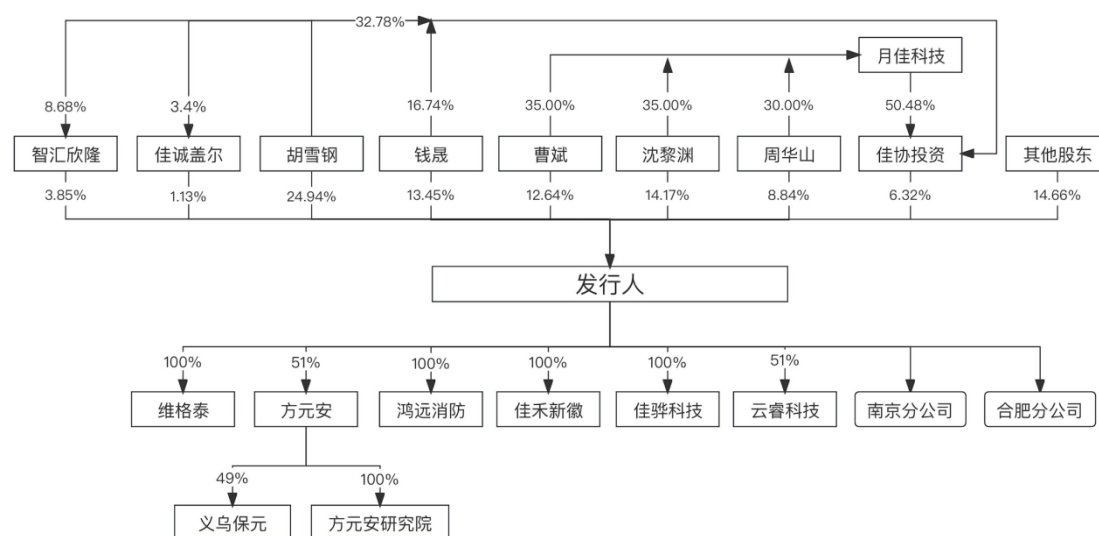 32.78%
月佳科技
8.68% 3.4% 16.74% 35.00% 35.00% 30.00% 50.48%
智汇欣隆 佳诚盖尔 胡雪钢 钱晟 曹斌 沈黎渊 周华山 佳协投资 其他股东
3.85% 1.13% 24.94% 13.45% 12.64% 14.17% 8.84% 6.32% 14.66%
发行人
100% 51% 100% 100% 100% 51%
维格泰 方元安 鸿远消防 佳禾新徽 佳骅科技 云睿科技 南京分公司 合肥分公司
49% 100%
义乌保元 方元安研究院